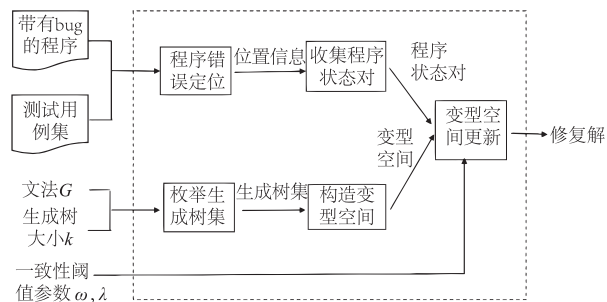 带有bug
的程序
测试用
例集
程序错
误定位
位置信息
收集程序
状态对
程序
状态对
变型空
间更新
修复解
变型
空间
文法G
生成树
大小k
枚举生
成树集
生成树集
构造变
型空间
一致性阈
值参数ω,λ